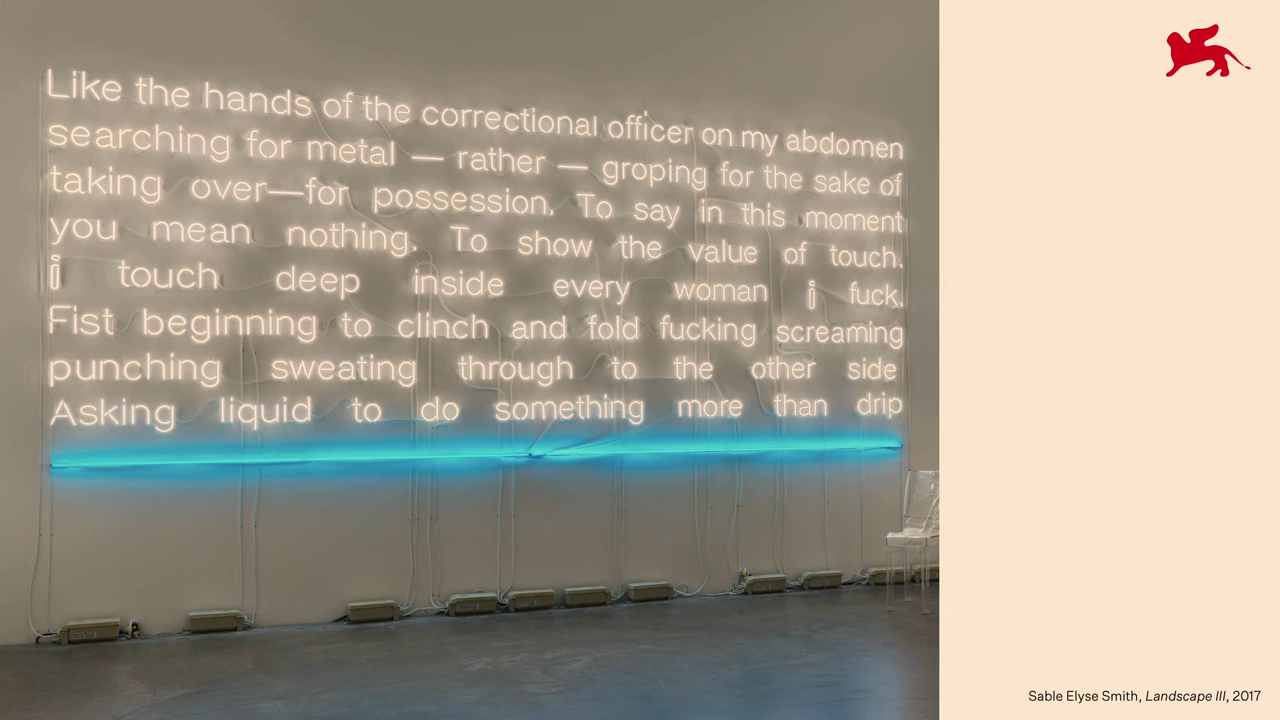 Like the hands of the correctional officer on my abdomen
searching for metal — rather — groping for the sake of
taking over—for possession. To say in this moment
you mean nothing. To show the value of touch.
i touch deep inside every woman i fuck.
Fist beginning to clinch and fold fucking screaming
punching sweating through to the other side
Asking liquid to do something more than drip
Sable Elyse Smith, Landscape III, 2017